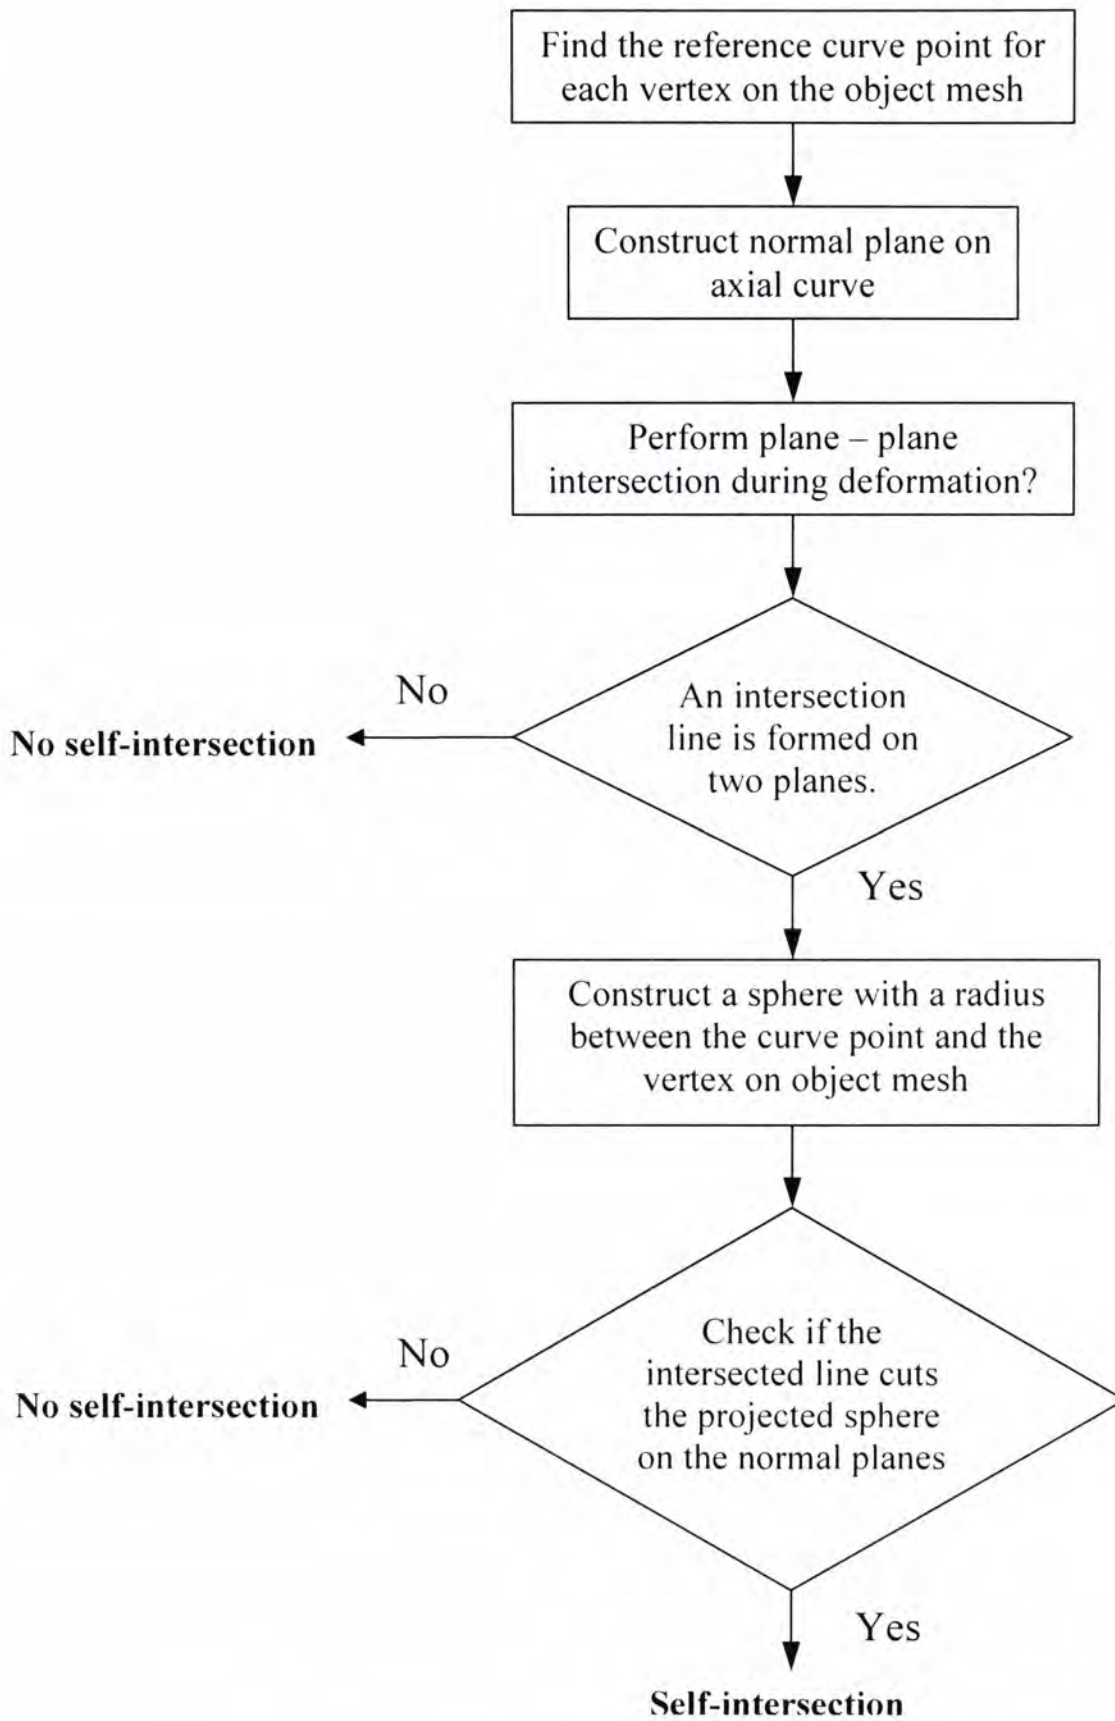 Find the reference curve point for
each vertex on the object mesh
Construct normal plane on
axial curve
Perform plane – plane
intersection during deformation?
An intersection
line is formed on
two planes.
No
No self-intersection
Yes
Construct a sphere with a radius
between the curve point and the
vertex on object mesh
Check if the
intersected line cuts
the projected sphere
on the normal planes
No
No self-intersection
Yes
Self-intersection